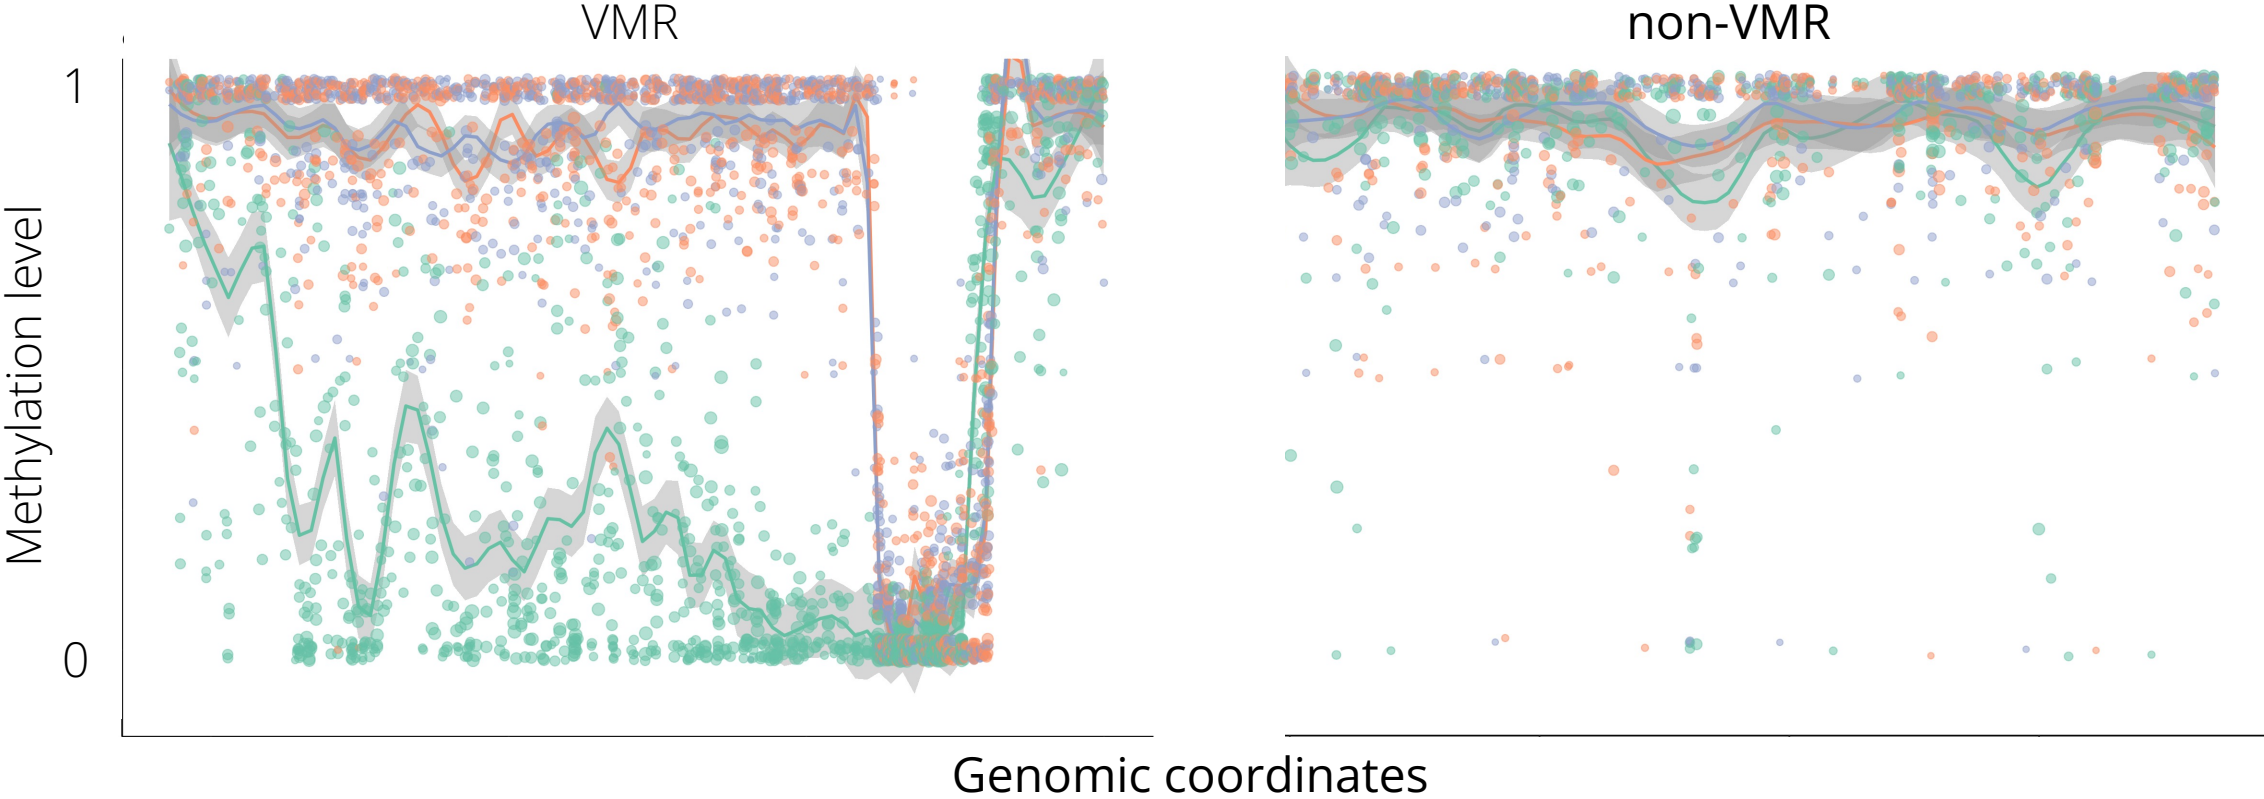 VMR
non-VMR
Methylation level
1
0
Genomic coordinates